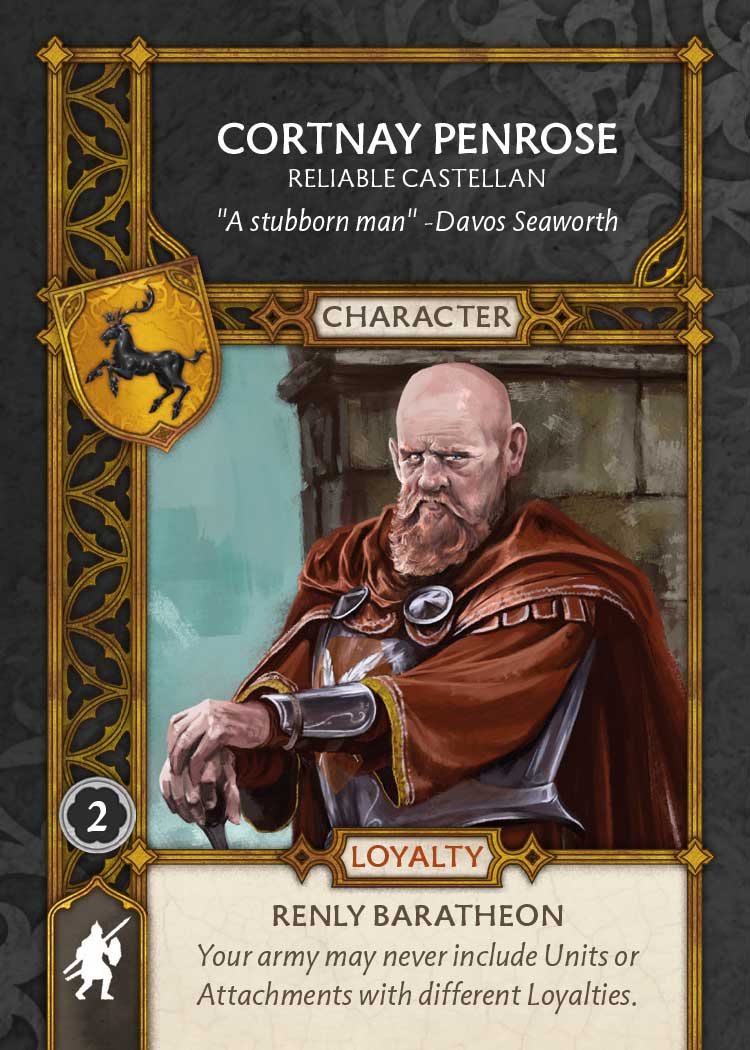 CORTNAY PENROSE
RELIABLE CASTELLAN
"A stubborn man" -Davos Seaworth
CHARACTER
2
LOYALTY
RENLY BARATHEON
Your army may never include Units or
Attachments with different Loyalties.